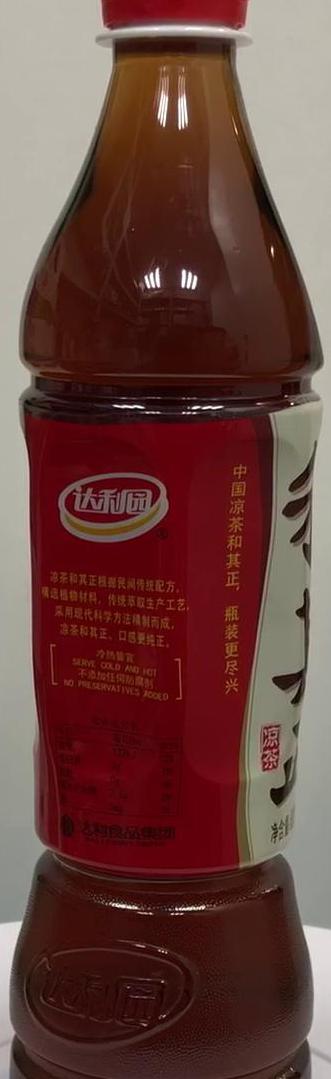 达利园
®
中国凉茶和其正，瓶装更尽兴
凉茶和其正根据民间传统配方，
精选植物材料，传统萃取生产工艺，
采用现代科学方法精制而成，
凉茶和其正、口感更纯正。
冷热皆宜
SERVE COLD AND HOT
不添加任何防腐剂
NO PRESERVATIVES ADDED
凉茶
净含量
达利食品集团
达利园